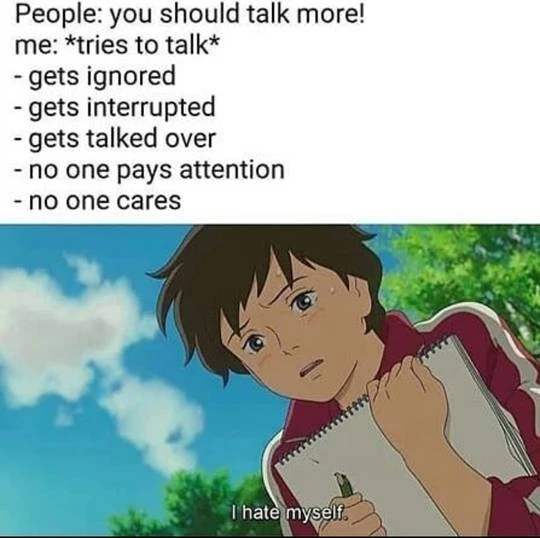 People: you should talk more!
me: *tries to talk*
- gets ignored
- gets interrupted
- gets talked over
- no one pays attention
- no one cares
I hate myself.